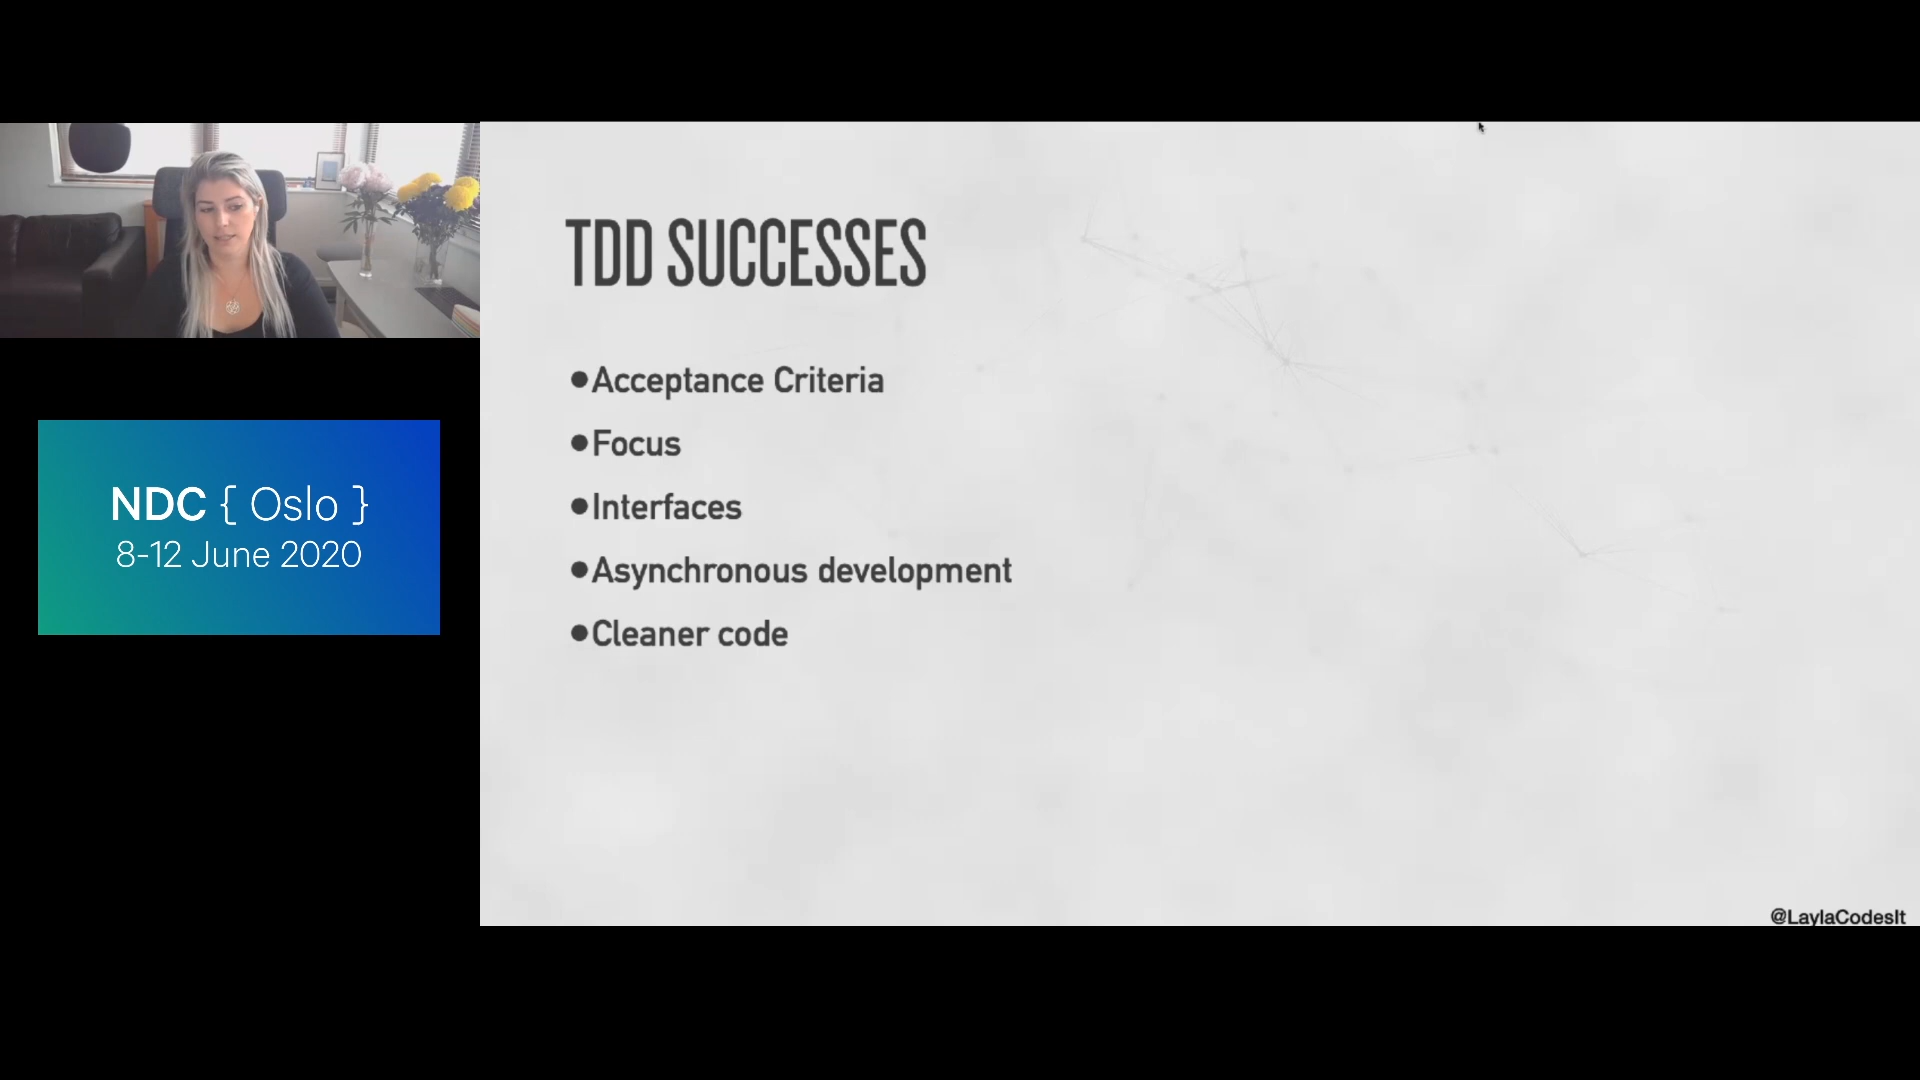 TDD SUCCESSES
●Acceptance Criteria
●Focus
●Interfaces
●Asynchronous development
●Cleaner code
NDC { Oslo }
8-12 June 2020
@LaylaCodesIt